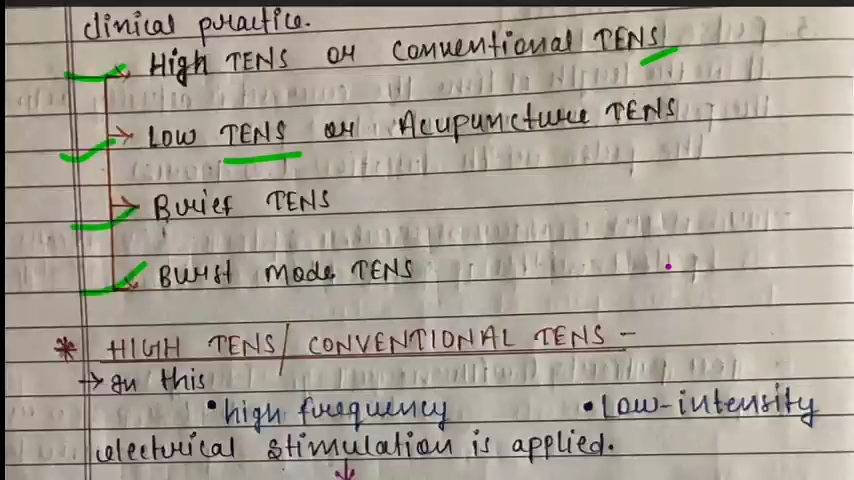 clinical practice.
→ High TENS or conventional TENS
→ Low TENS or Acupuncture TENS
→ Brief TENS
→ Burst mode TENS
* HIGH TENS/ CONVENTIONAL TENS -
→ In this
• high frequency • Low-intensity
electrical stimulation is applied.